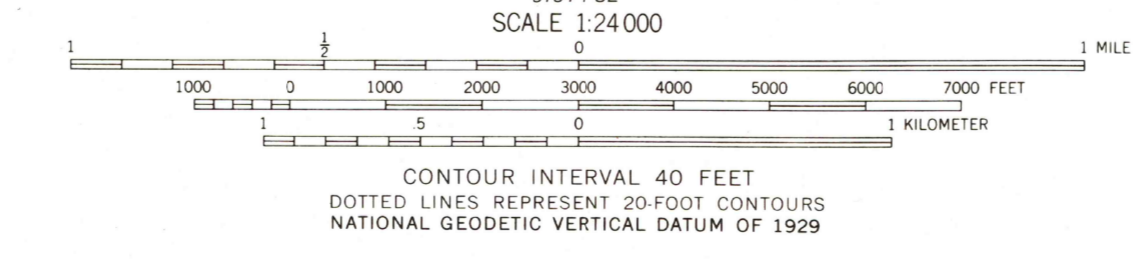 SCALE 1:24 000
1 ½ 0 1 MILE
1000 0 1000 2000 3000 4000 5000 6000 7000 FEET
1 .5 0 1 KILOMETER
CONTOUR INTERVAL 40 FEET
DOTTED LINES REPRESENT 20-FOOT CONTOURS
NATIONAL GEODETIC VERTICAL DATUM OF 1929